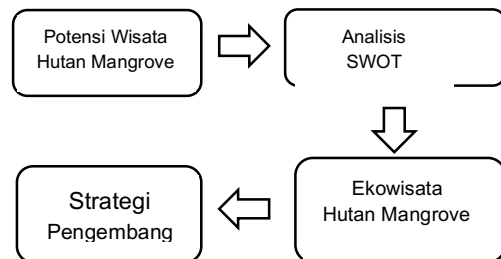 Potensi Wisata
Hutan Mangrove
Analisis
SWOT
Ekowisata
Hutan Mangrove
Strategi
Pengembang